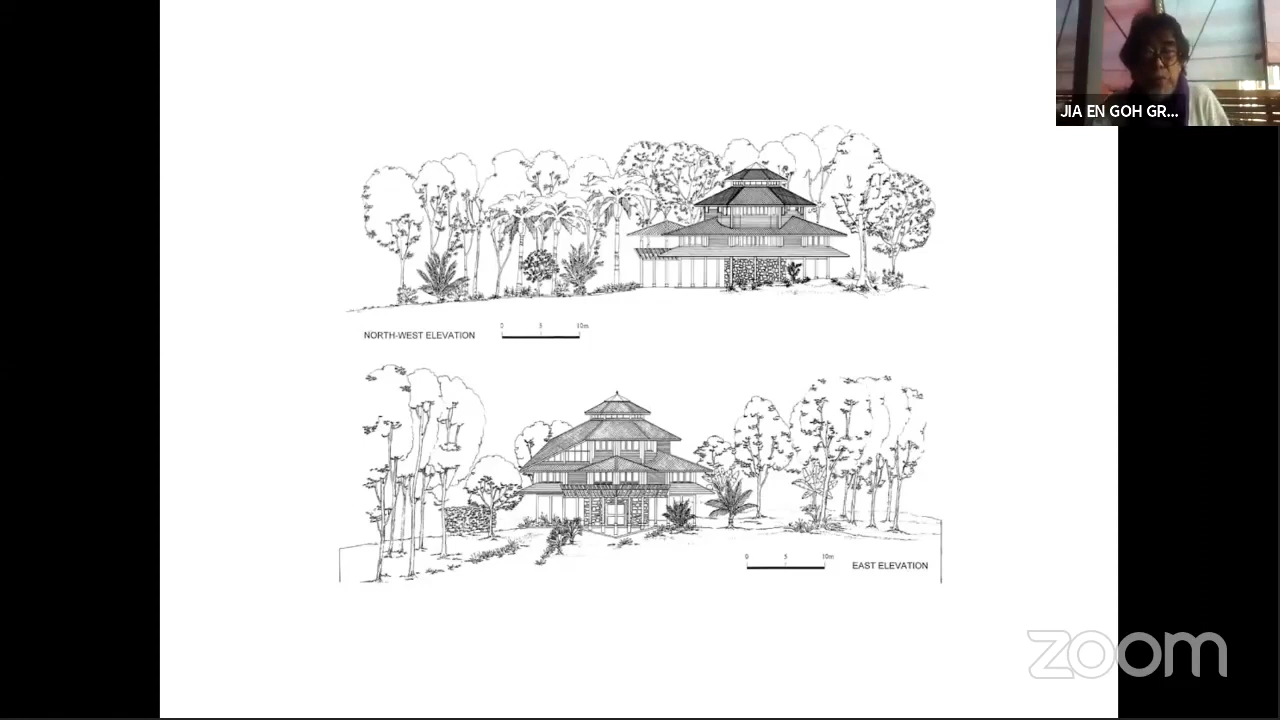 JIA EN GOH GR...
0 5 10m
NORTH-WEST ELEVATION
0 5 10m
EAST ELEVATION
zoom